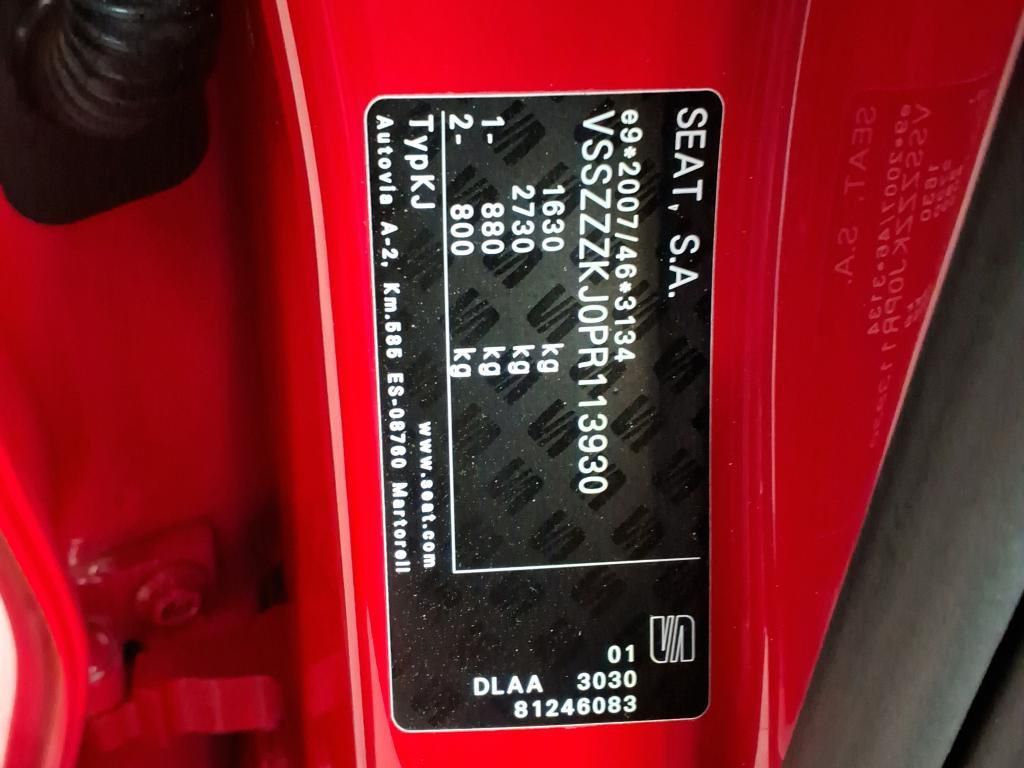 SEAT, S.A.
e9*2007/46*3134
VSSZZZKJ0PR113930
1630 kg
2730 kg
1- 880 kg
2- 800 kg
TypKJ www.seat.com
Autovia A-2, Km.585 ES-08760 Martorell
01
DLAA 3030
81246083